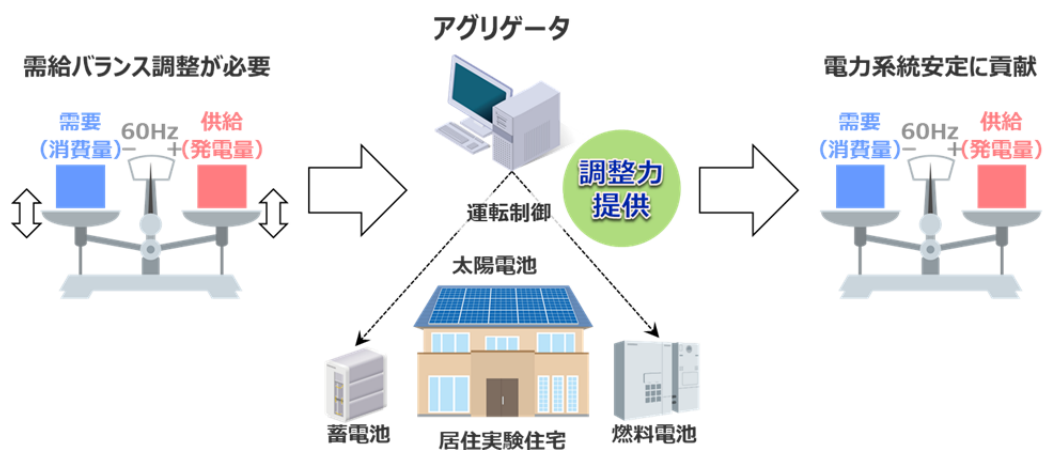 アグリゲータ
需給バランス調整が必要
需要
(消費量)
60Hz
− +
供給
(発電量)
調整力
提供
運転制御
太陽電池
蓄電池
居住実験住宅
燃料電池
電力系統安定に貢献
需要
(消費量)
60Hz
− +
供給
(発電量)